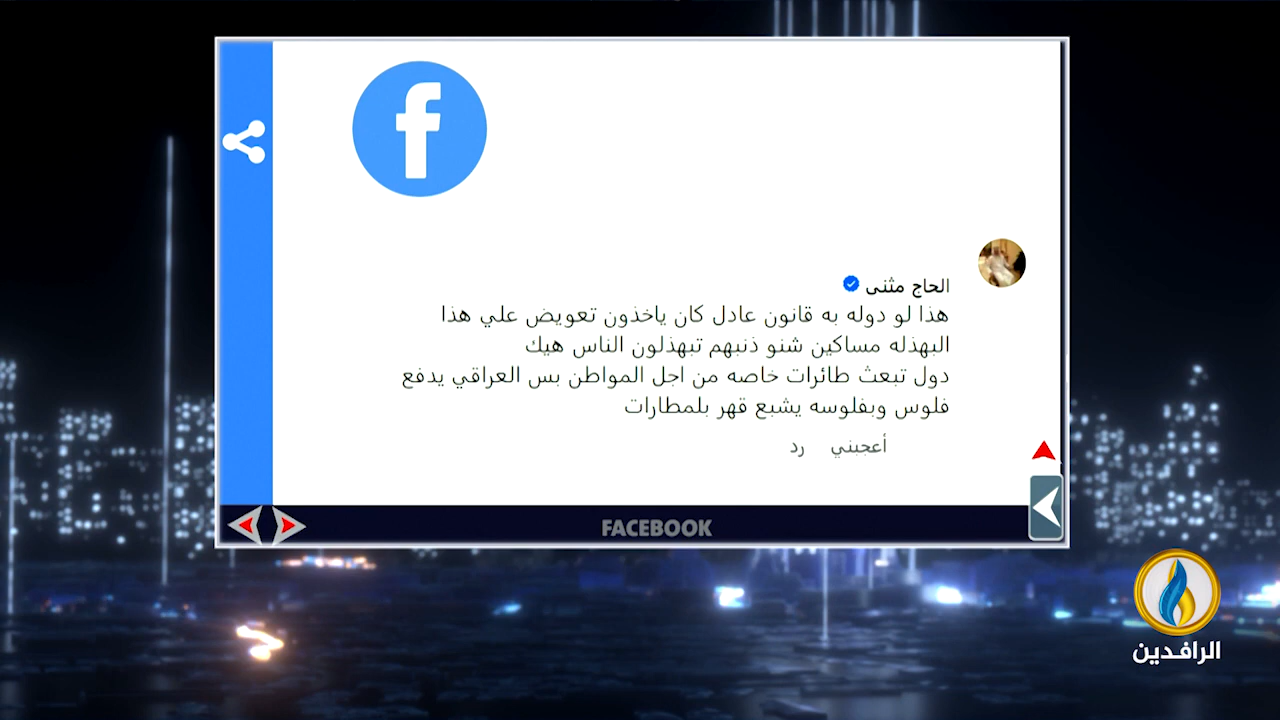 الحاج مثنى
هذا لو دوله به قانون عادل كان ياخذون تعويض علي هذا
البهذله مساكين شنو ذنبهم تبهذلون الناس هيك
دول تبعث طائرات خاصه من اجل المواطن بس العراقي يدفع
فلوس وبفلوسه يشبع قهر بلمطارات
أعجبني رد
FACEBOOK
الرافدين